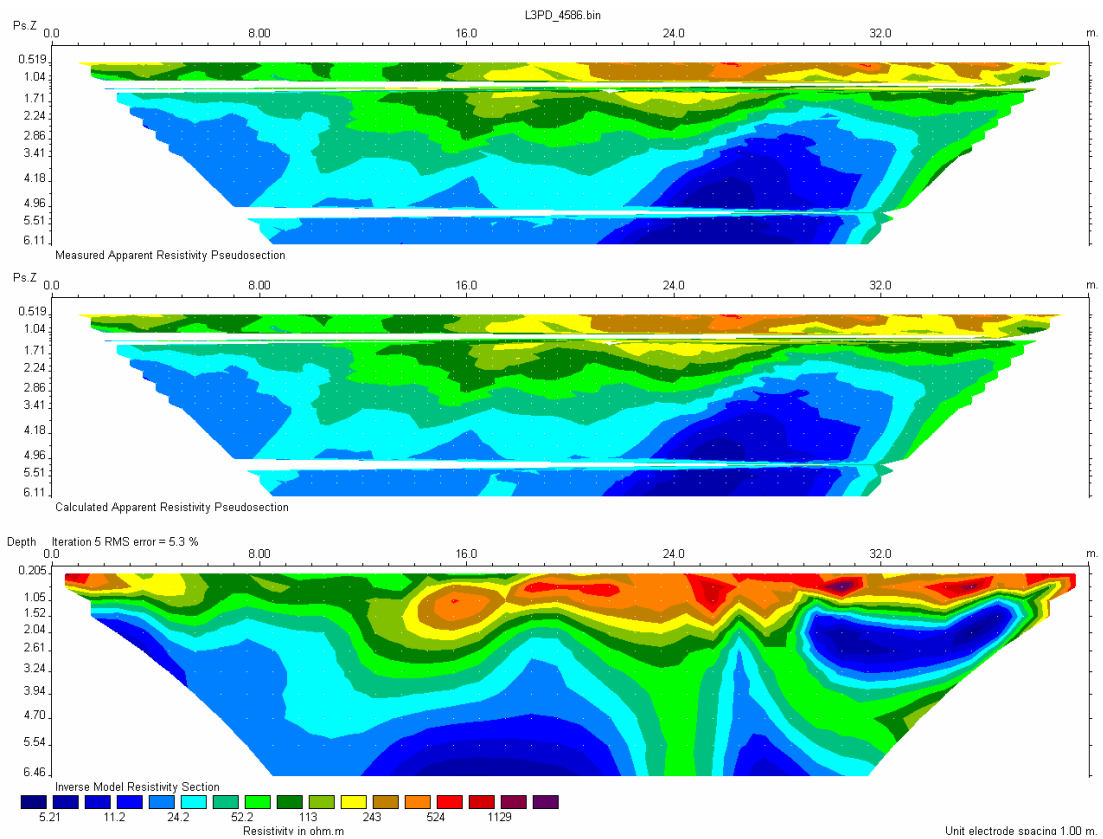 L3PD_4586.bin
Ps.Z
0.0 8.00 16.0 24.0 32.0 m.
0.519
1.04
1.71
2.24
2.86
3.41
4.18
4.96
5.51
6.11
Measured Apparent Resistivity Pseudosection
Ps.Z
0.0 8.00 16.0 24.0 32.0 m.
0.519
1.04
1.71
2.24
2.86
3.41
4.18
4.96
5.51
6.11
Calculated Apparent Resistivity Pseudosection
Depth Iteration 5 RMS error = 5.3 %
0.0 8.00 16.0 24.0 32.0 m.
0.205
1.05
1.52
2.04
2.61
3.24
3.94
4.70
5.54
6.46
Inverse Model Resistivity Section
5.21 11.2 24.2 52.2 113 243 524 1129
Resistivity in ohm.m Unit electrode spacing 1.00 m.